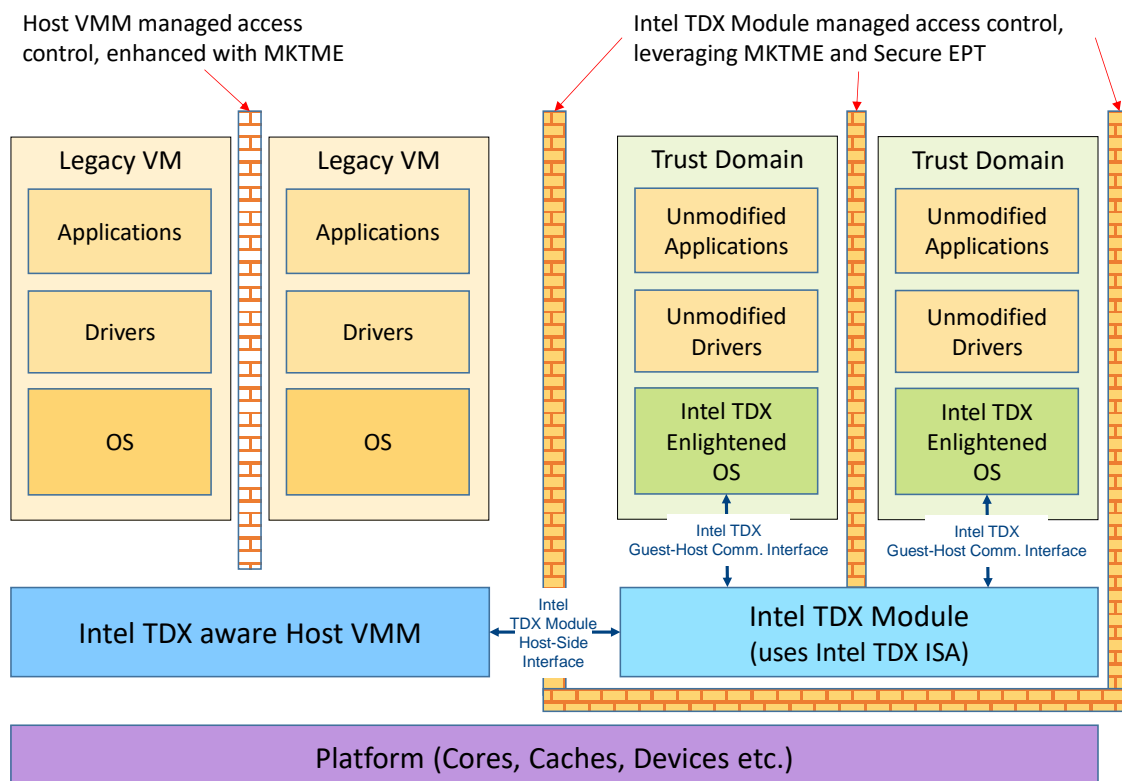 Host VMM managed access
control, enhanced with MKTME
Intel TDX Module managed access control,
leveraging MKTME and Secure EPT
Legacy VM
Applications
Drivers
OS
Legacy VM
Applications
Drivers
OS
Trust Domain
Unmodified
Applications
Unmodified
Drivers
Intel TDX
Enlightened
OS
Trust Domain
Unmodified
Applications
Unmodified
Drivers
Intel TDX
Enlightened
OS
Intel TDX
Guest-Host Comm. Interface
Intel TDX
Guest-Host Comm. Interface
Intel TDX aware Host VMM
Intel
TDX Module
Host-Side
Interface
Intel TDX Module
(uses Intel TDX ISA)
Platform (Cores, Caches, Devices etc.)